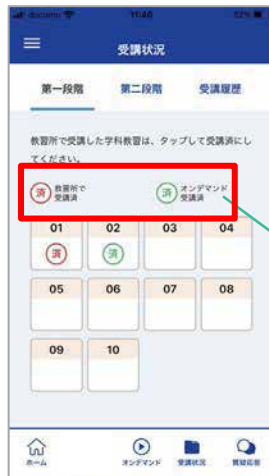 docomo 11:40 82%
受講状況
第一段階 第二段階 受講履歴
教習所で受講した学科教習は、タップして受講済にし
てください。
済 教習所で
受講済
済 オンデマンド
受講済
01 02 03 04
済 済
05 06 07 08
09 10
ホーム オンデマンド 受講状況 質疑応答